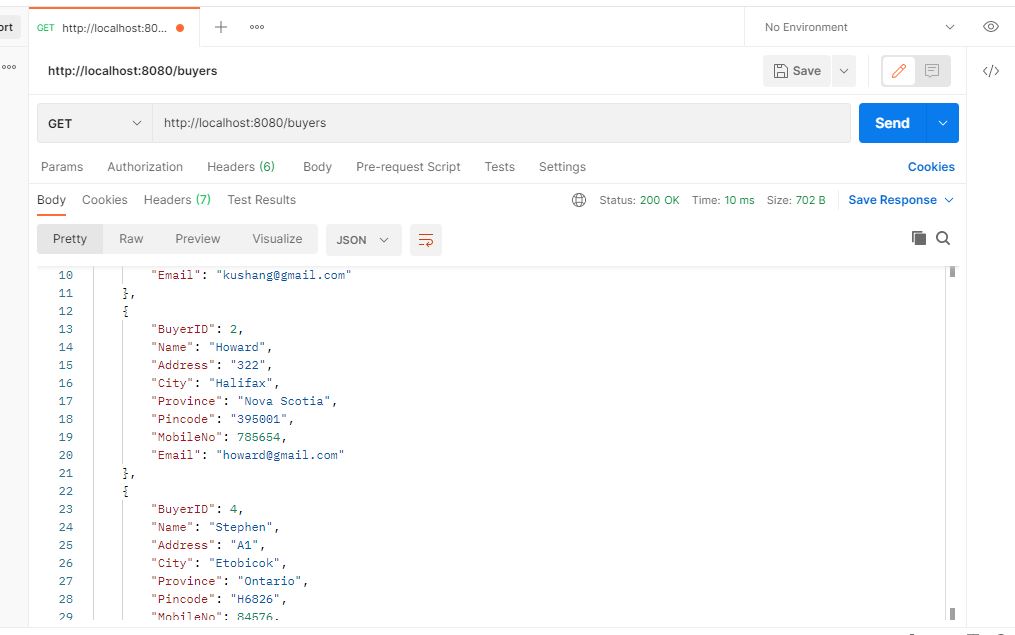 ort
GET http://localhost:80...
No Environment
http://localhost:8080/buyers
Save
GET
http://localhost:8080/buyers
Send
Params Authorization Headers (6) Body Pre-request Script Tests Settings Cookies
Body Cookies Headers (7) Test Results Status: 200 OK Time: 10 ms Size: 702 B Save Response
Pretty Raw Preview Visualize JSON
10 "Email": "kushang@gmail.com"
11 },
12 {
13 "BuyerID": 2,
14 "Name": "Howard",
15 "Address": "322",
16 "City": "Halifax",
17 "Province": "Nova Scotia",
18 "Pincode": "395001",
19 "MobileNo": 785654,
20 "Email": "howard@gmail.com"
21 },
22 {
23 "BuyerID": 4,
24 "Name": "Stephen",
25 "Address": "A1",
26 "City": "Etobicok",
27 "Province": "Ontario",
28 "Pincode": "H6826",
29 "MobileNo": 84576,